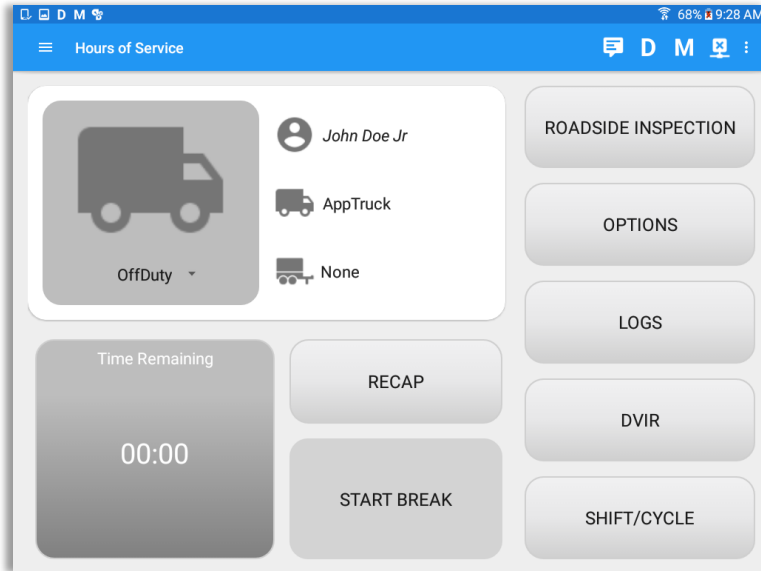 D M 68% 9:28 AM
Hours of Service D M
John Doe Jr
AppTruck
OffDuty
None
Time Remaining
00:00
RECAP
START BREAK
ROADSIDE INSPECTION
OPTIONS
LOGS
DVIR
SHIFT/CYCLE